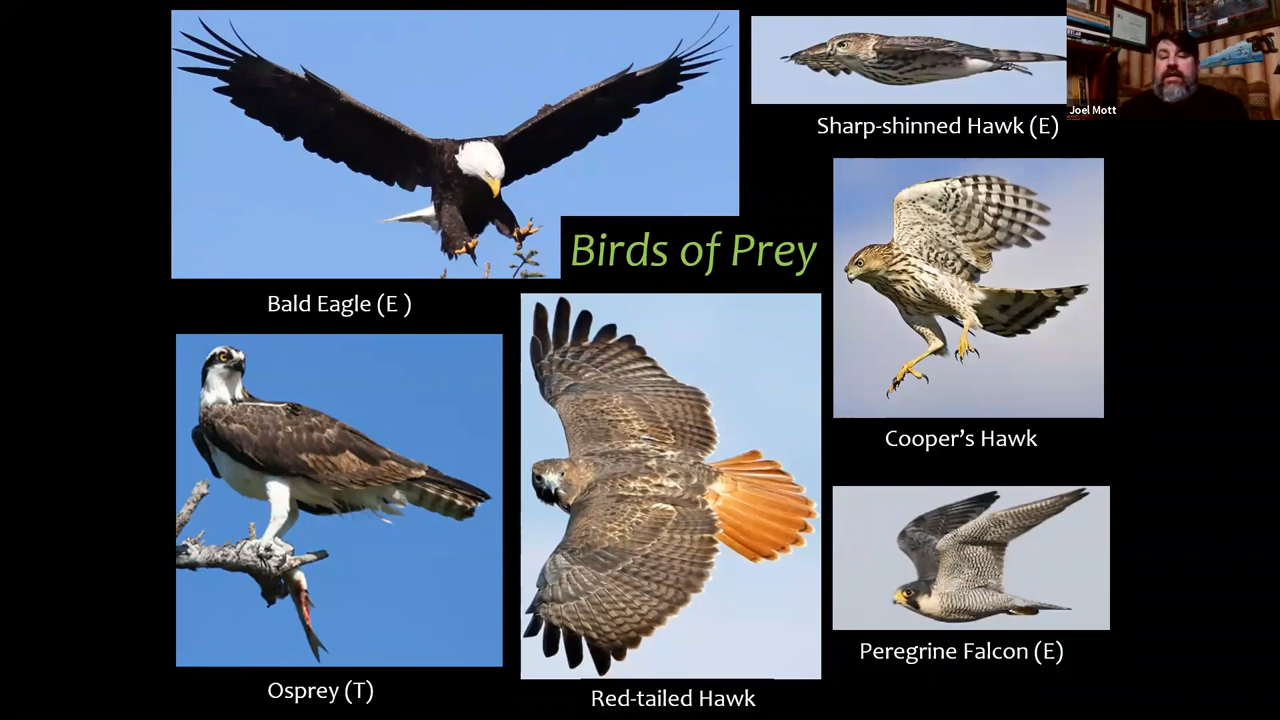 Joel Mott
Sharp-shinned Hawk (E)
Birds of Prey
Bald Eagle (E )
Cooper's Hawk
Peregrine Falcon (E)
Osprey (T)
Red-tailed Hawk